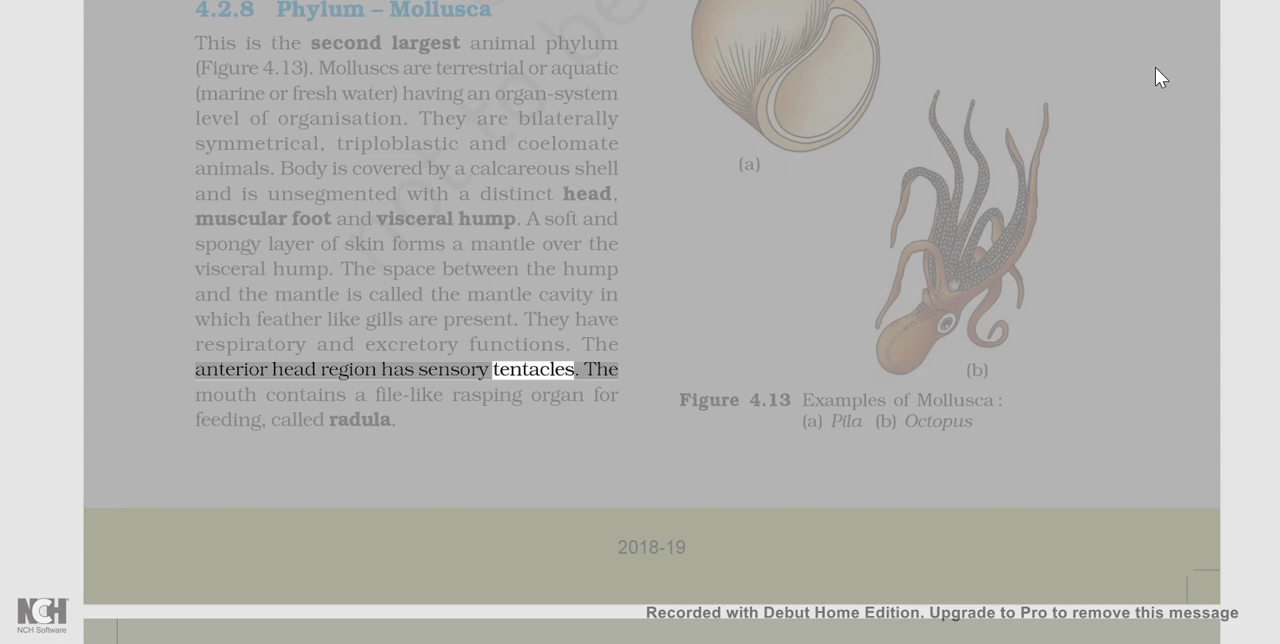 4.2.8 Phylum – Mollusca
This is the second largest animal phylum
(Figure 4.13). Molluscs are terrestrial or aquatic
(marine or fresh water) having an organ-system
level of organisation. They are bilaterally
symmetrical, triploblastic and coelomate
animals. Body is covered by a calcareous shell
and is unsegmented with a distinct head,
muscular foot and visceral hump. A soft and
spongy layer of skin forms a mantle over the
visceral hump. The space between the hump
and the mantle is called the mantle cavity in
which feather like gills are present. They have
respiratory and excretory functions. The
anterior head region has sensory tentacles. The
mouth contains a file-like rasping organ for
feeding, called radula.
(a)
(b)
Figure 4.13 Examples of Mollusca :
(a) Pila (b) Octopus
not to be
2018-19
NCH
NCH Software
Recorded with Debut Home Edition. Upgrade to Pro to remove this message